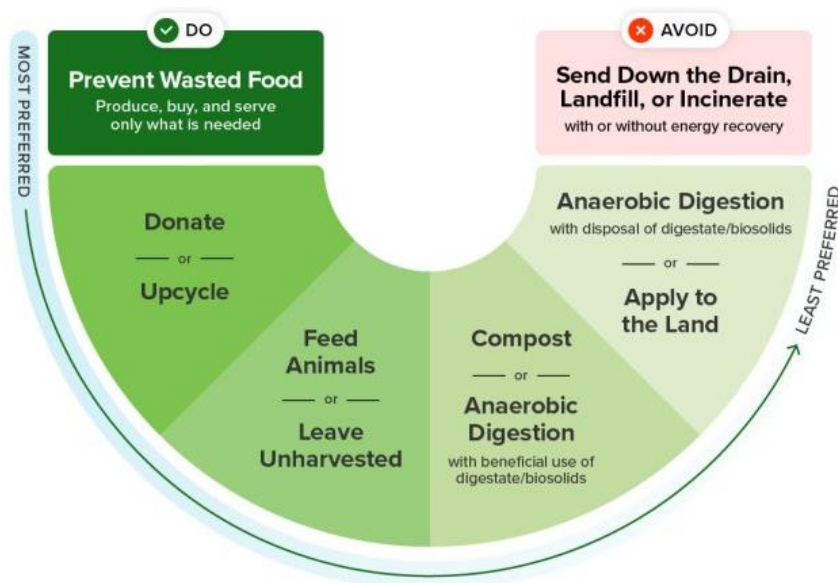 DO
Prevent Wasted Food
Produce, buy, and serve
only what is needed
MOST PREFERRED
Donate
or
Upcycle
Feed
Animals
or
Leave
Unharvested
Compost
or
Anaerobic
Digestion
with beneficial use of
digestate/biosolids
Anaerobic Digestion
with disposal of digestate/biosolids
or
Apply to
the Land
LEAST PREFERRED
AVOID
Send Down the Drain,
Landfill, or Incinerate
with or without energy recovery